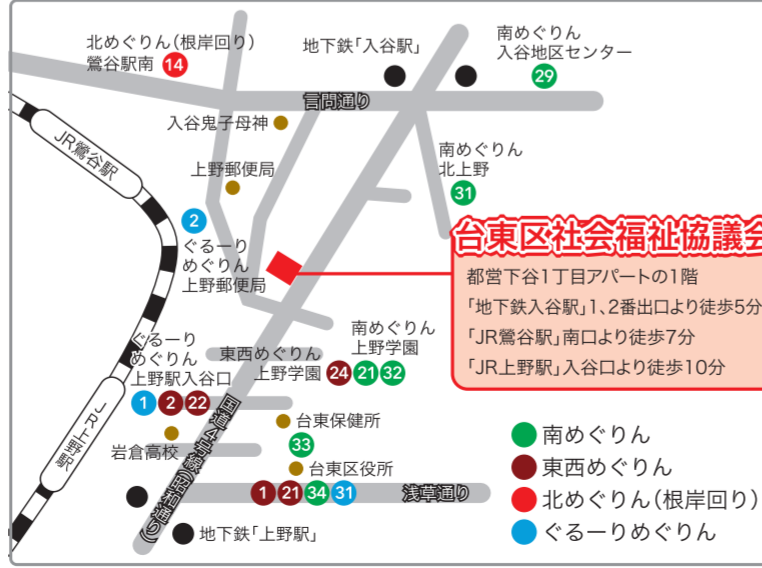 北めぐりん(根岸回り)
鶯谷駅南 14
地下鉄「入谷駅」
南めぐりん
入谷地区センター
29
言問通り
入谷鬼子母神
JR鶯谷駅
上野郵便局
南めぐりん
北上野
31
2
ぐるーり
めぐりん
上野郵便局
台東区社会福祉協議会
都営下谷1丁目アパートの1階
「地下鉄入谷駅」1、2番出口より徒歩5分
「JR鶯谷駅」南口より徒歩7分
「JR上野駅」入谷口より徒歩10分
ぐるーり
めぐりん
上野駅入谷口
1 2 22
東西めぐりん
上野学園
南めぐりん
上野学園
24 21 32
JR上野駅
岩倉高校
国道4号線(昭和通り)
台東保健所
33
台東区役所
1 21 34 31
浅草通り
地下鉄「上野駅」
南めぐりん
東西めぐりん
北めぐりん(根岸回り)
ぐるーりめぐりん